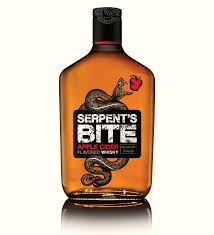 SERPENT'S
BITE
APPLE CIDER
FLAVORED WHISKY